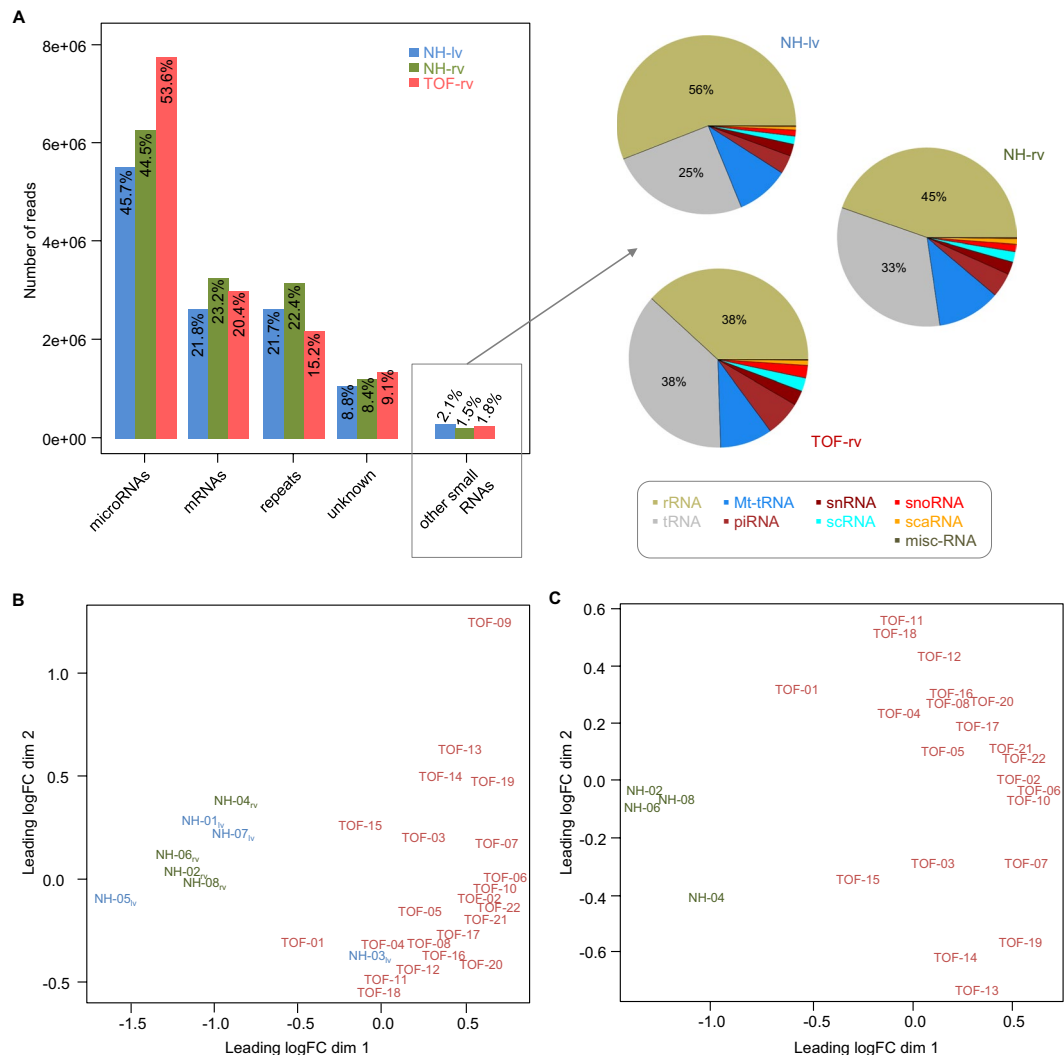 A
8e+06
6e+06
4e+06
2e+06
0e+00
Number of reads
NH-lv
NH-rv
TOF-rv
45.7%
44.5%
53.6%
21.8%
23.2%
20.4%
21.7%
22.4%
15.2%
8.8%
8.4%
9.1%
2.1%
1.5%
1.8%
microRNAs
mRNAs
repeats
unknown
other small
RNAs
NH-lv
56%
25%
NH-rv
45%
33%
38%
38%
TOF-rv
rRNA Mt-tRNA snRNA snoRNA
tRNA piRNA scRNA scaRNA
misc-RNA
B
Leading logFC dim 2
1.0
0.5
0.0
-0.5
TOF-09
TOF-13
TOF-14
TOF-19
NH-04rv
NH-01lv
NH-07lv
TOF-15
TOF-03
TOF-07
NH-06rv
NH-02rv
NH-08rv
TOF-06
TOF-10
NH-05lv
TOF-02
TOF-22
TOF-05
TOF-21
TOF-17
TOF-01
TOF-04
TOF-08
NH-03lv
TOF-16
TOF-12
TOF-20
TOF-11
TOF-18
-1.5 -1.0 -0.5 0.0 0.5
Leading logFC dim 1
C
Leading logFC dim 2
0.6
0.4
0.2
0.0
-0.2
-0.4
-0.6
TOF-11
TOF-18
TOF-12
TOF-01
TOF-16
TOF-08
TOF-20
TOF-04
TOF-17
TOF-05
TOF-21
TOF-22
TOF-02
TOF-06
TOF-10
NH-02
NH-08
NH-06
TOF-03
TOF-07
TOF-15
NH-04
TOF-19
TOF-14
TOF-13
-1.0 -0.5 0.0 0.5
Leading logFC dim 1